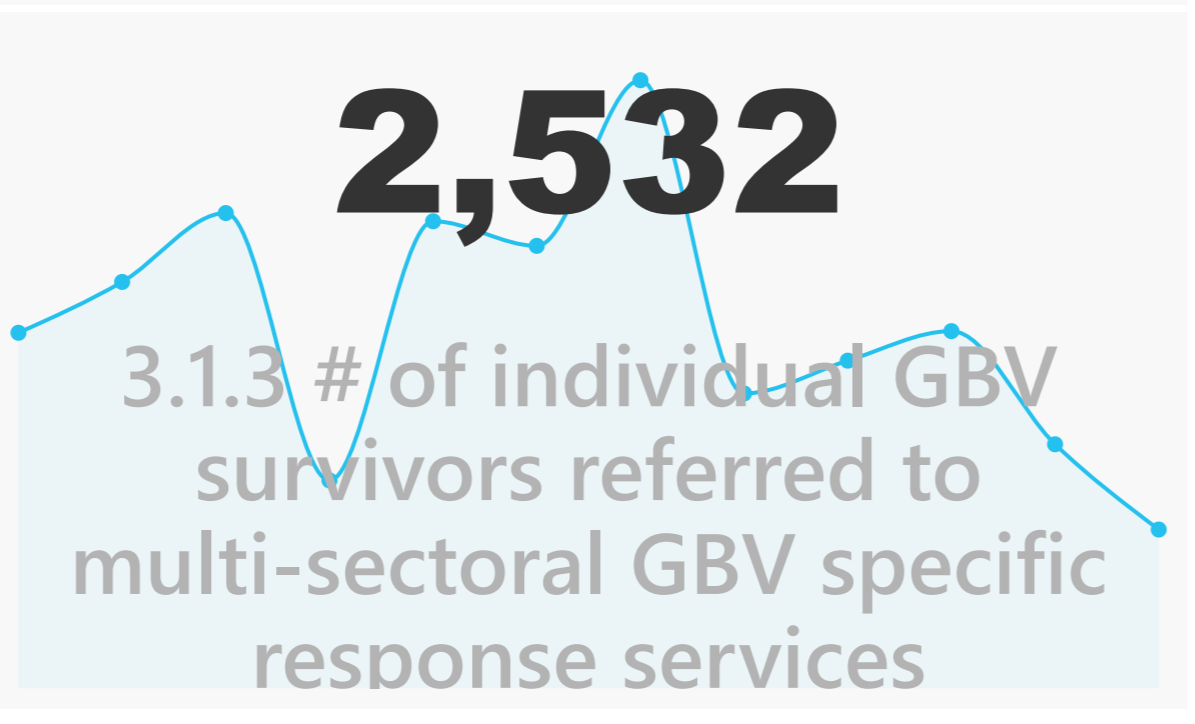 2,532
3.1.3 # of individual GBV
survivors referred to
multi-sectoral GBV specific
response services